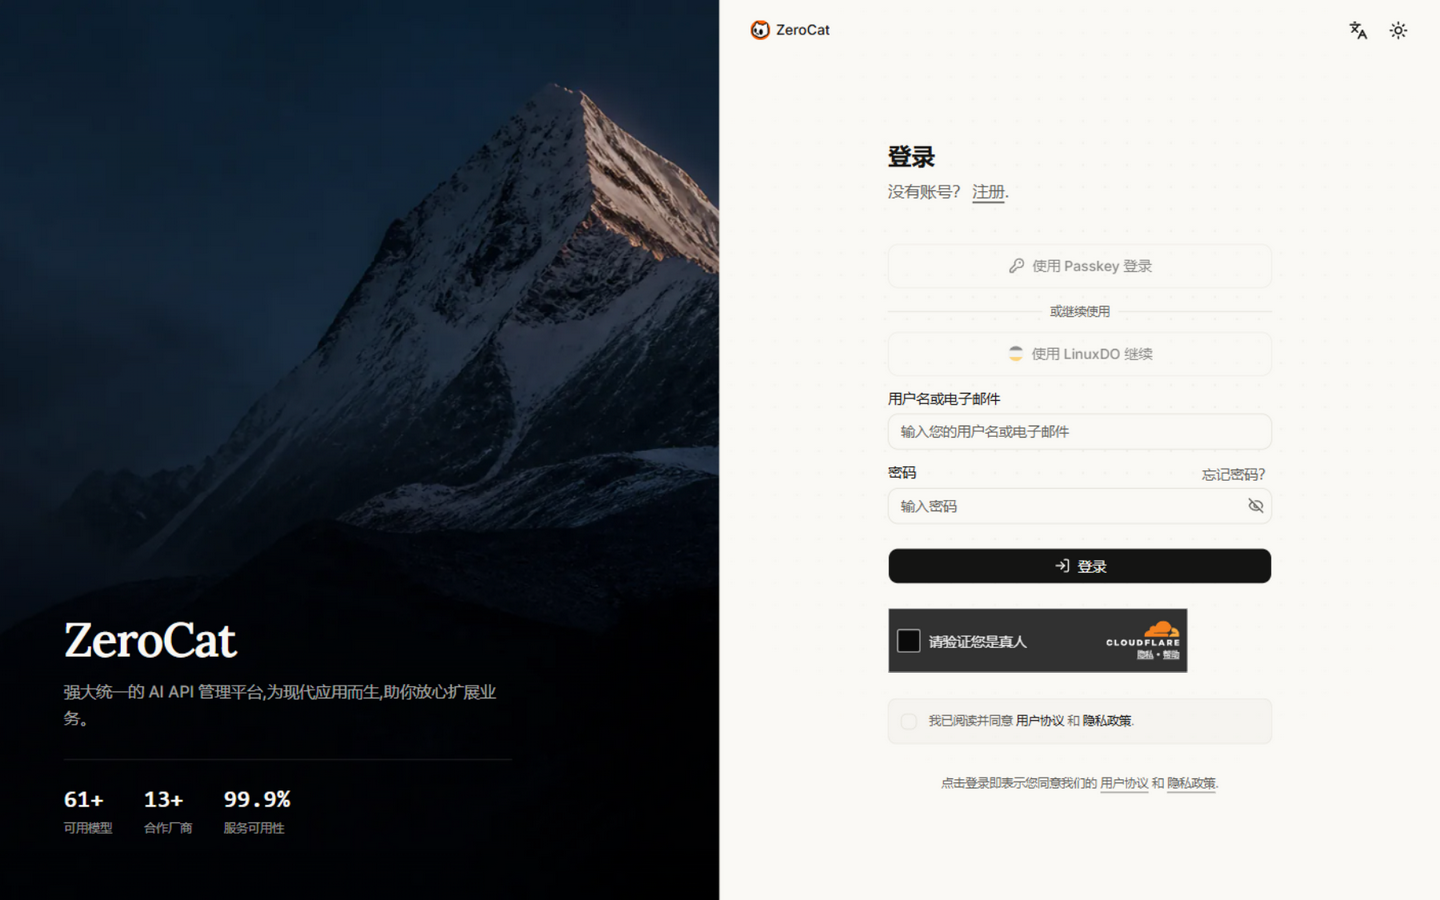 ZeroCat
登录
没有账号？ 注册.
使用 Passkey 登录
或继续使用
使用 LinuxDO 继续
用户名或电子邮件
输入您的用户名或电子邮件
密码
忘记密码？
输入密码
登录
请验证您是真人
CLOUDFLARE
隐私 • 帮助
我已阅读并同意 用户协议 和 隐私政策.
点击登录即表示您同意我们的 用户协议 和 隐私政策.
ZeroCat
强大统一的 AI API 管理平台,为现代应用而生,助你放心扩展业
务。
61+ 13+ 99.9%
可用模型 合作厂商 服务可用性